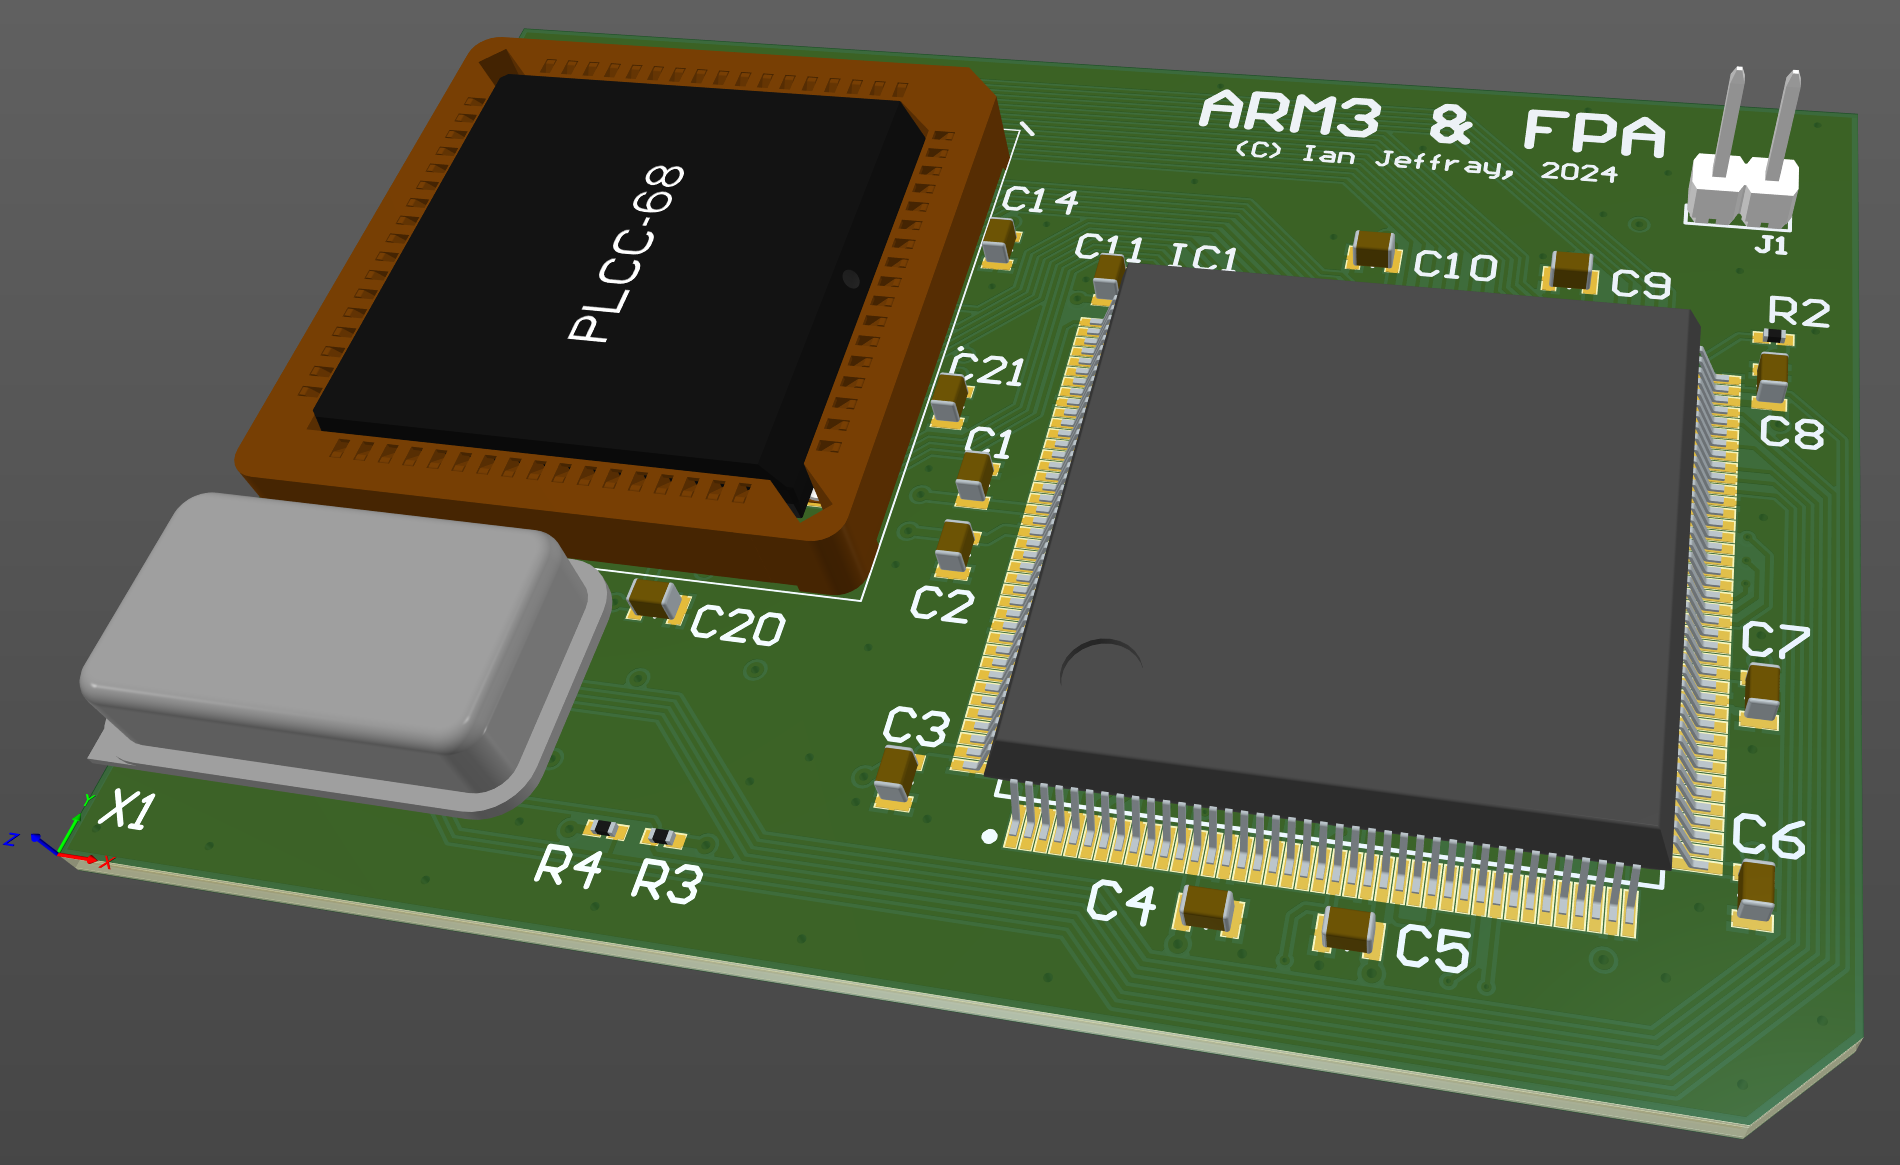 ARM3 & FPA
(C) Ian Jeffray, 2024
J1
PLCC-68
C14
C11 IC1
C10
C9
R2
C21
C8
C1
C2
C20
C7
C3
X1
R4 R3
C6
C4
C5
Y
Z
X